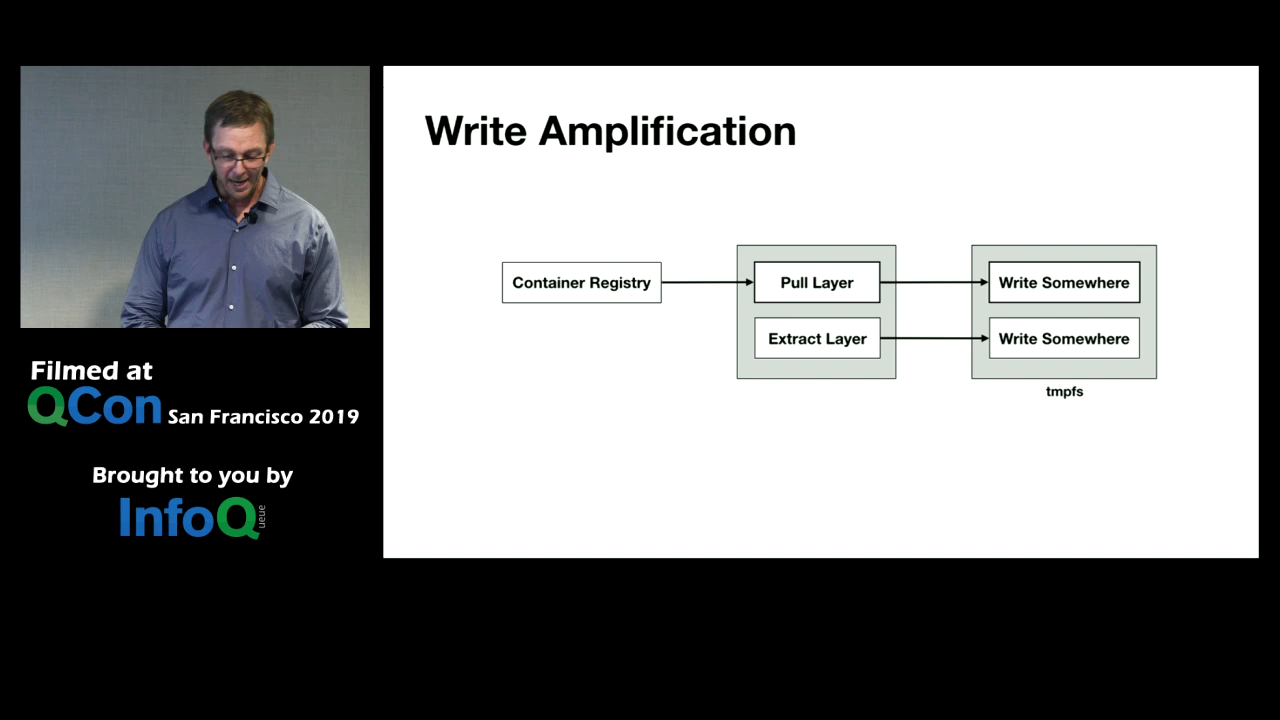 Write Amplification
Container Registry
Pull Layer
Write Somewhere
Extract Layer
Write Somewhere
tmpfs
Filmed at
QCon San Francisco 2019
Brought to you by
InfoQ
ueue